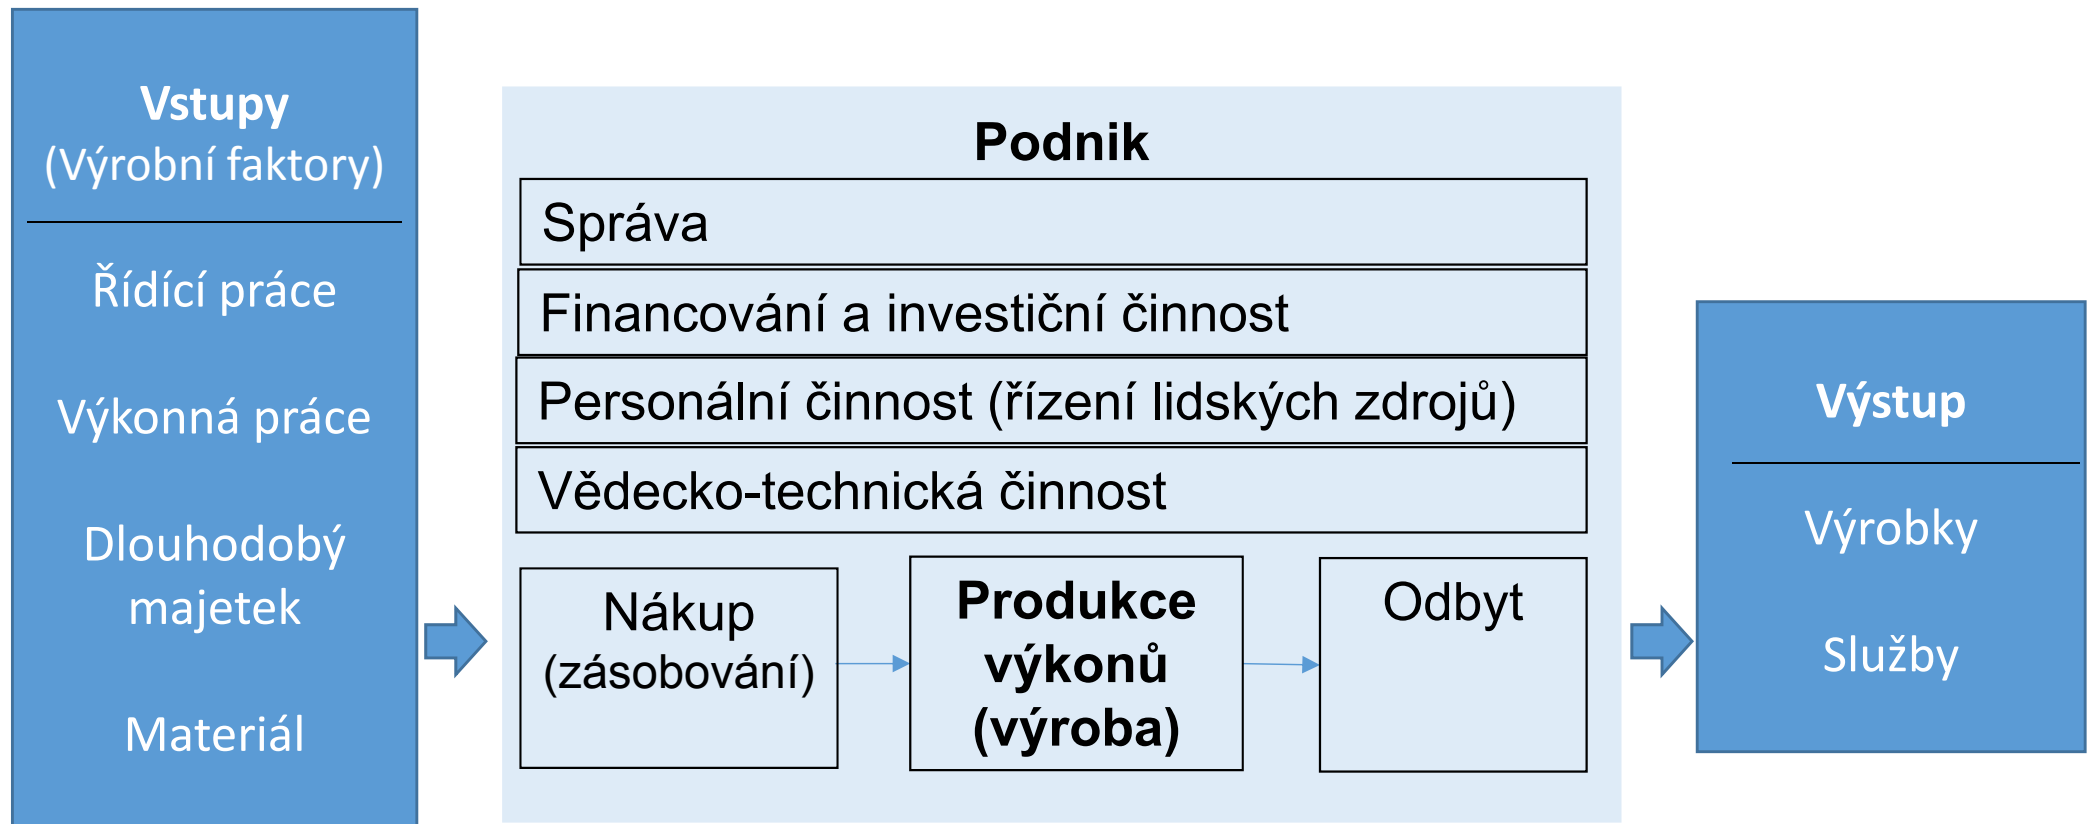 Vstupy
(Výrobní faktory)
Řídící práce
Výkonná práce
Dlouhodobý
majetek
Materiál
Podnik
Správa
Financování a investiční činnost
Personální činnost (řízení lidských zdrojů)
Vědecko-technická činnost
Nákup
(zásobování)
Produkce
výkonů
(výroba)
Odbyt
Výstup
Výrobky
Služby